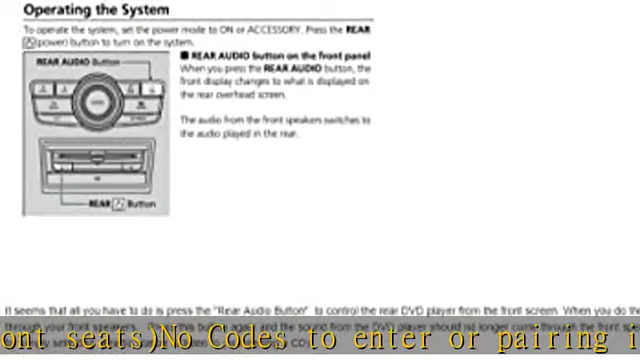 Operating the System
To operate the system, set the power mode to ON or ACCESSORY. Press the REAR
(power) button to turn on the system.
REAR AUDIO Button
■ REAR AUDIO button on the front panel
When you press the REAR AUDIO button, the
front display changes to what is displayed on
the rear overhead screen.
The audio from the front speakers switches to
the audio played in the rear.
REAR Button
It seems that all you have to do is press the "Rear Audio Button" to control the rear DVD player from the front screen. When you do the
ont seats)No Codes to enter or pairing i